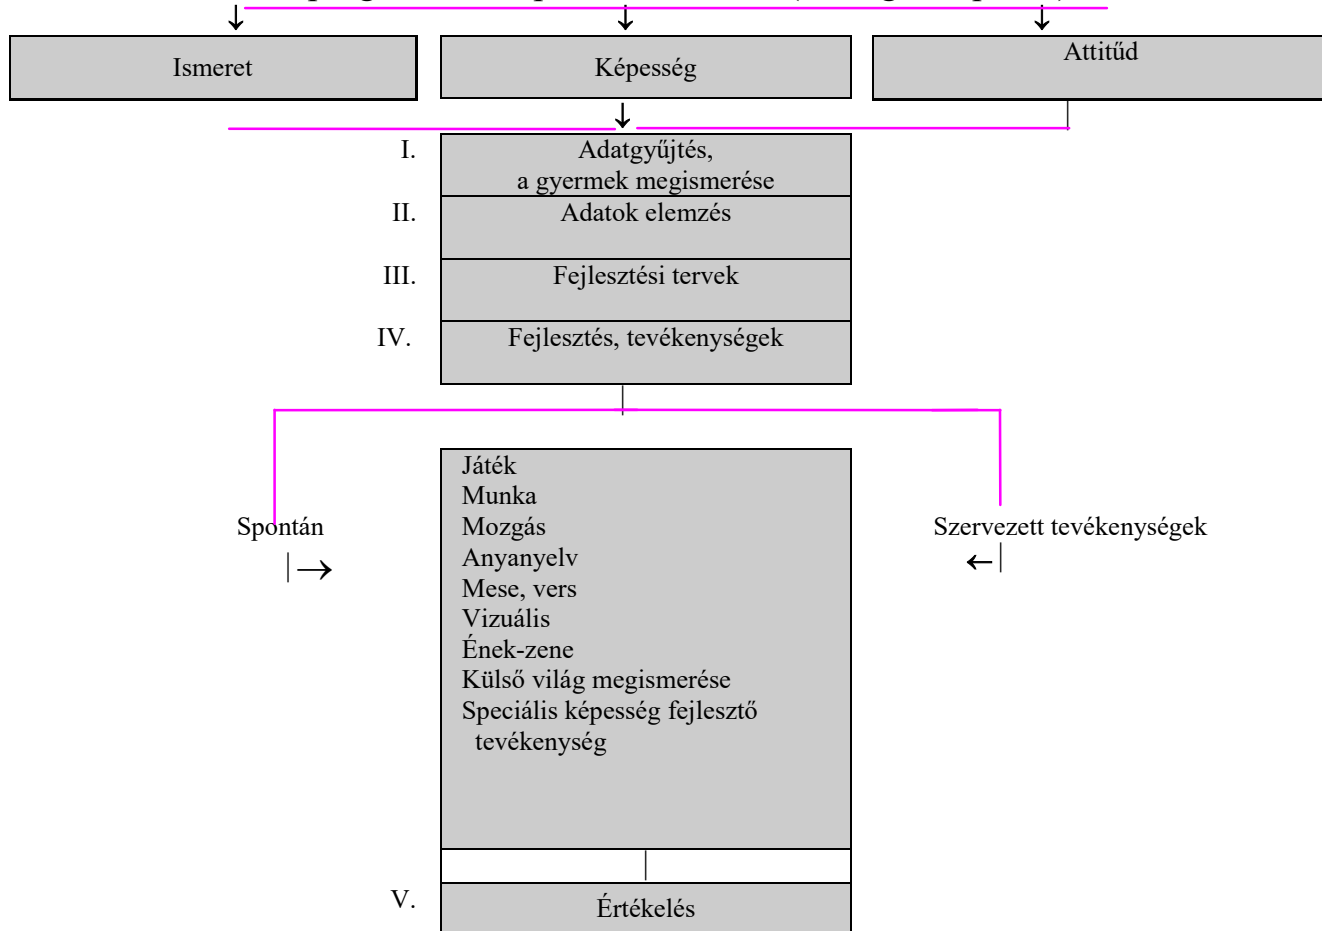 Ismeret
Képesség
Attitűd
I. Adatgyűjtés,
a gyermek megismerése
II. Adatok elemzés
III. Fejlesztési tervek
IV. Fejlesztés, tevékenységek
Játék
Munka
Spontán Mozgás Szervezett tevékenységek
Anyanyelv
Mese, vers
Vizuális
Ének-zene
Külső világ megismerése
Speciális képesség fejlesztő
tevékenység
V. Értékelés